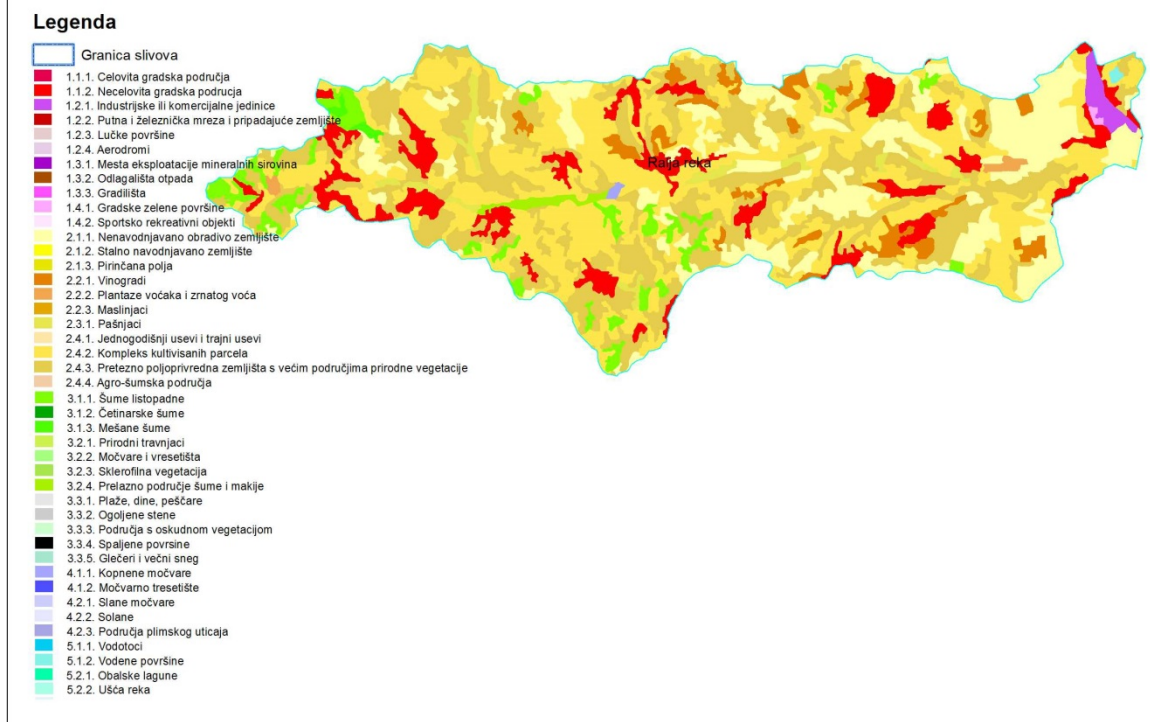 Legenda
Granica slivova
1.1.1. Celovita gradska područja
1.1.2. Necelovita gradska područja
1.2.1. Industrijske ili komercijalne jedinice
1.2.2. Putna i železnička mreza i pripadajuće zemljište
1.2.3. Lučke površine
1.2.4. Aerodromi
1.3.1. Mesta eksploatacije mineralnih sirovina
1.3.2. Odlagališta otpada
1.3.3. Gradilišta
1.4.1. Gradske zelene površine
1.4.2. Sportsko rekreativni objekti
2.1.1. Nenavodnjavano obradivo zemljište
2.1.2. Stalno navodnjavano zemljište
2.1.3. Pirinčana polja
2.2.1. Vinogradi
2.2.2. Plantaze voćaka i zrnatog voća
2.2.3. Maslinjaci
2.3.1. Pašnjaci
2.4.1. Jednogodišnji usevi i trajni usevi
2.4.2. Kompleks kultivisanih parcela
2.4.3. Pretezno poljoprivredna zemljišta s većim područjima prirodne vegetacije
2.4.4. Agro-šumska područja
3.1.1. Šume listopadne
3.1.2. Četinarske šume
3.1.3. Mešane šume
3.2.1. Prirodni travnjaci
3.2.2. Močvare i vresetišta
3.2.3. Sklerofilna vegetacija
3.2.4. Prelazno područje šume i makije
3.3.1. Plaže, dine, peščare
3.3.2. Ogoljene stene
3.3.3. Područja s oskudnom vegetacijom
3.3.4. Spaljene povrsine
3.3.5. Glečeri i večni sneg
4.1.1. Kopnene močvare
4.1.2. Močvarno tresetište
4.2.1. Slane močvare
4.2.2. Solane
4.2.3. Područja plimskog uticaja
5.1.1. Vodotoci
5.1.2. Vodene površine
5.2.1. Obalske lagune
5.2.2. Ušća reka
Ralja reka